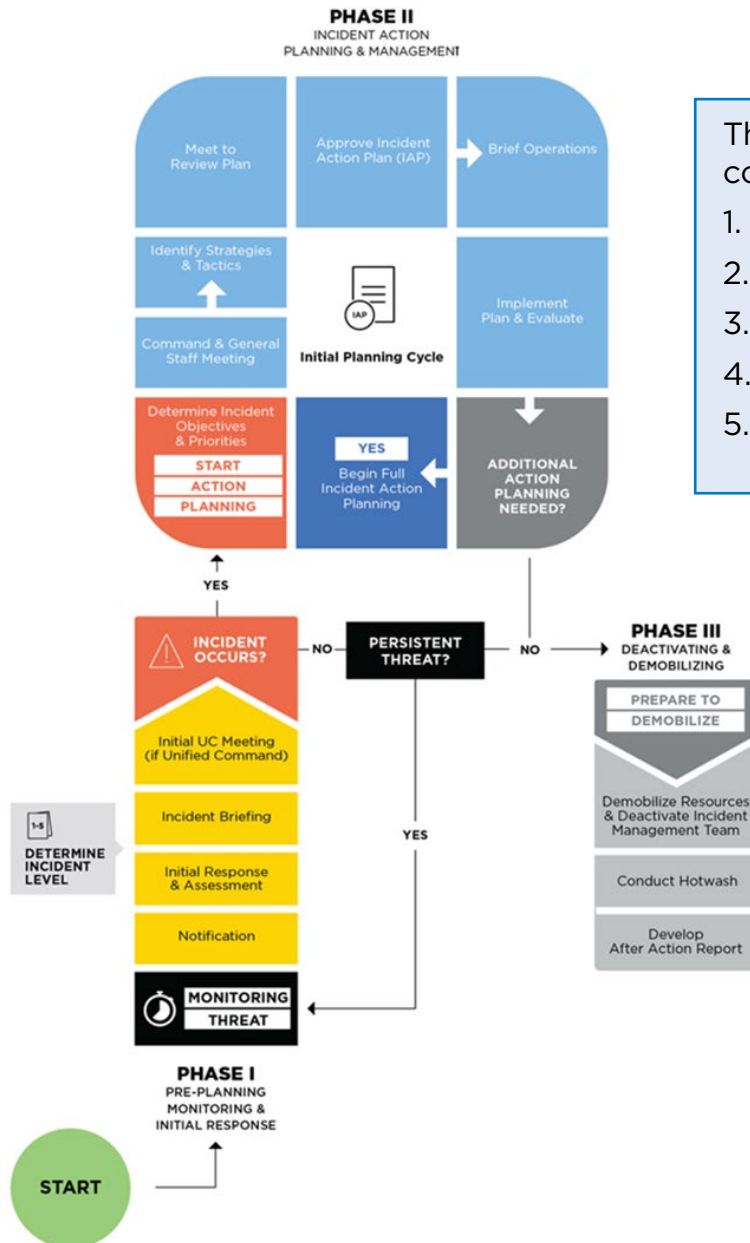 PHASE II
INCIDENT ACTION
PLANNING & MANAGEMENT
Meet to
Review Plan
Approve Incident
Action Plan (IAP)
Brief Operations
Identify Strategies
& Tactics
IAP
Initial Planning Cycle
Implement
Plan & Evaluate
Command & General
Staff Meeting
Determine Incident
Objectives
& Priorities
START
ACTION
PLANNING
YES
Begin Full
Incident Action
Planning
ADDITIONAL
ACTION
PLANNING
NEEDED?
1.
2.
3.
4.
5.
YES
INCIDENT
OCCURS?
NO
PERSISTENT
THREAT?
NO
PHASE III
DEACTIVATING &
DEMOBILIZING
PREPARE TO
DEMOBILIZE
Initial UC Meeting
(if Unified Command)
Incident Briefing
1-5
DETERMINE
INCIDENT
LEVEL
Initial Response
& Assessment
Notification
YES
Demobilize Resources
& Deactivate Incident
Management Team
Conduct Hotwash
Develop
After Action Report
MONITORING
THREAT
PHASE I
PRE-PLANNING
MONITORING &
INITIAL RESPONSE
START